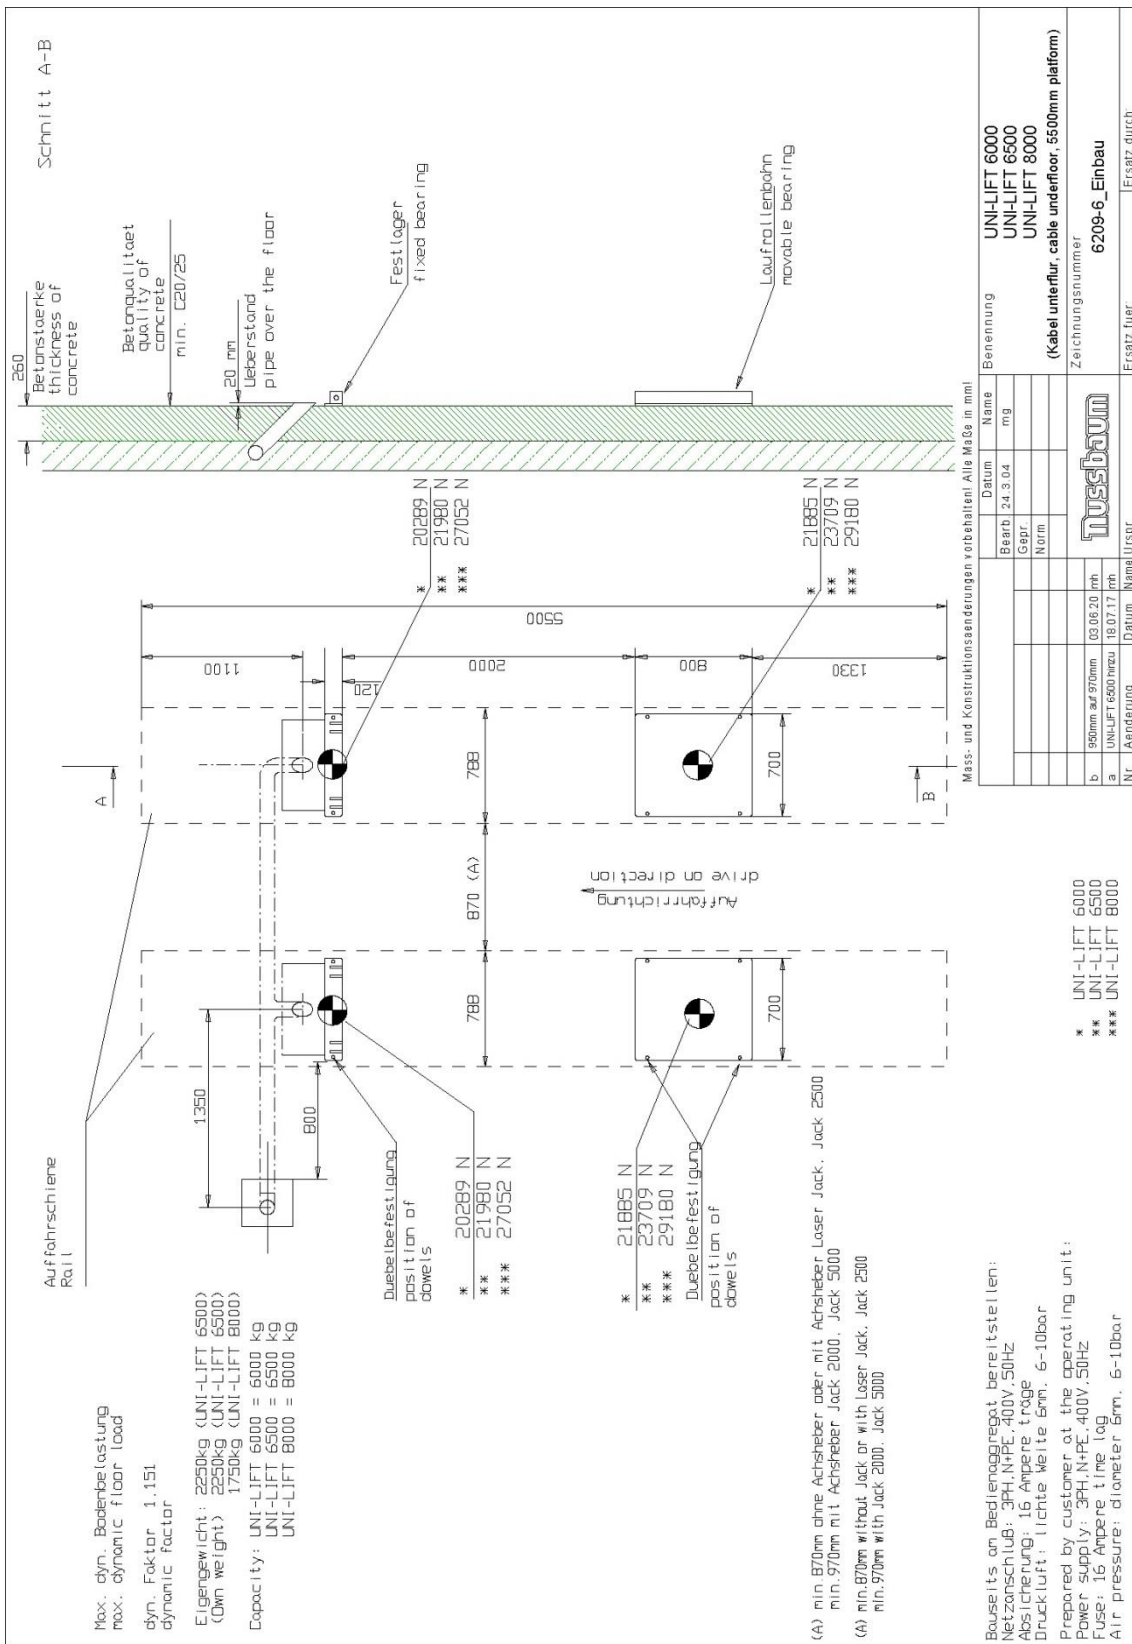 Schnitt A-B
260
Betonstaerke
thickness of
concrete
Betonqualitaet
quality of
concrete
min. C20/25
20 mm
Ueberstand
pipe over the floor
Festlager
fixed bearing
Laufrollenbahn
movable bearing
* 20289 N
** 21980 N
*** 27052 N
* 21885 N
** 23709 N
*** 29180 N
5500
1100
120
2000
800
1330
A
788
700
B
870 (A)
Auffahrrichtung
drive on direction
788
700
1350
800
Auffahrschiene
Rail
Duebelbefestigung
position of
dowels
* 20289 N
** 21980 N
*** 27052 N
* 21885 N
** 23709 N
*** 29180 N
Duebelbefestigung
position of
dowels
Max. dyn. Bodenbelastung
max. dynamic floor load
dyn. Faktor 1.151
dynamic factor
Eigengewicht: 2250kg (UNI-LIFT 6500)
(Own weight) 2250kg (UNI-LIFT 6500)
1750kg (UNI-LIFT 8000)
Capacity: UNI-LIFT 6000 = 6000 kg
UNI-LIFT 6500 = 6500 kg
UNI-LIFT 8000 = 8000 kg
(A) min.870mm ohne Achsheber oder mit Achsheber Laser Jack, Jack 2500
min.970mm mit Achsheber Jack 2000, Jack 5000
(A) min.870mm without Jack or with Laser Jack, Jack 2500
min.970mm with Jack 2000, Jack 5000
Bauseits am Bedienaggregat bereitstellen:
Netzanschluß: 3PH,N+PE,400V,50HZ
Absicherung: 16 Ampere träge
Druckluft: lichte Weite 6mm, 6-10bar
Prepared by customer at the operating unit:
Power supply: 3PH,N+PE,400V,50HZ
Fuse: 16 Ampere time lag
Air pressure: diameter 6mm, 6-10bar
* UNI-LIFT 6000
** UNI-LIFT 6500
*** UNI-LIFT 8000
Mass- und Konstruktionsaenderungen vorbehalten! Alle Maße in mm!
Datum Name
Bearb 24.3.04 mg
Gepr.
Norm
Benennung
UNI-LIFT 6000
UNI-LIFT 6500
UNI-LIFT 8000
(Kabel unterflur, cable underfloor, 5500mm platform)
Nussbaum
Zeichnungsnummer
6209-6_Einbau
b 950mm auf 970mm 03.06.20 mh
a UNI-LIFT 6500 hinzu 18.07.17 mh
Nr. Aenderung Datum Name Urspr.
Ersatz fuer:
Ersatz durch: